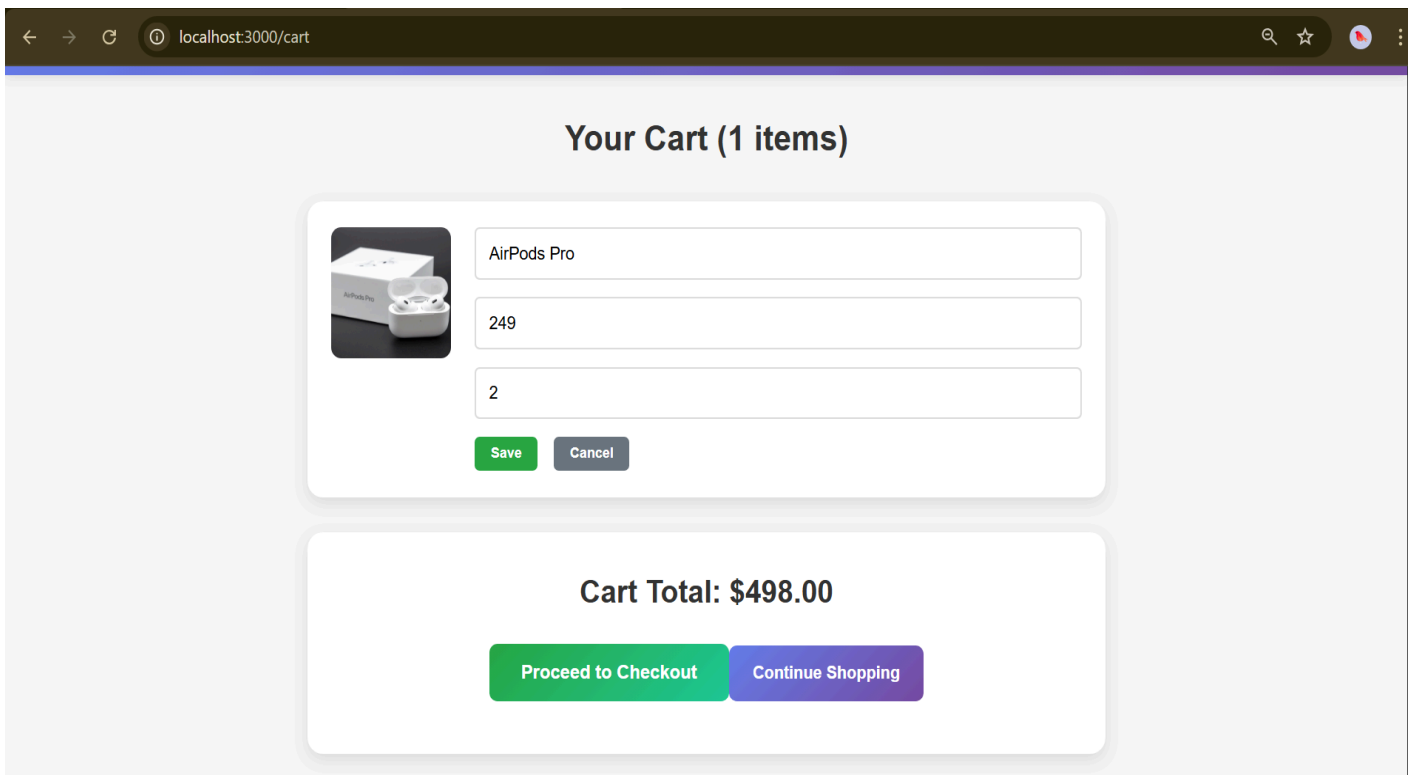 localhost:3000/cart
Your Cart (1 items)
AirPods Pro
AirPods Pro
249
2
Save Cancel
Cart Total: $498.00
Proceed to Checkout Continue Shopping